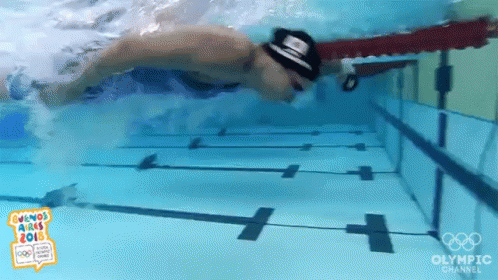 BUENOS
AIRES
2018
OLYMPIC
CHANNEL